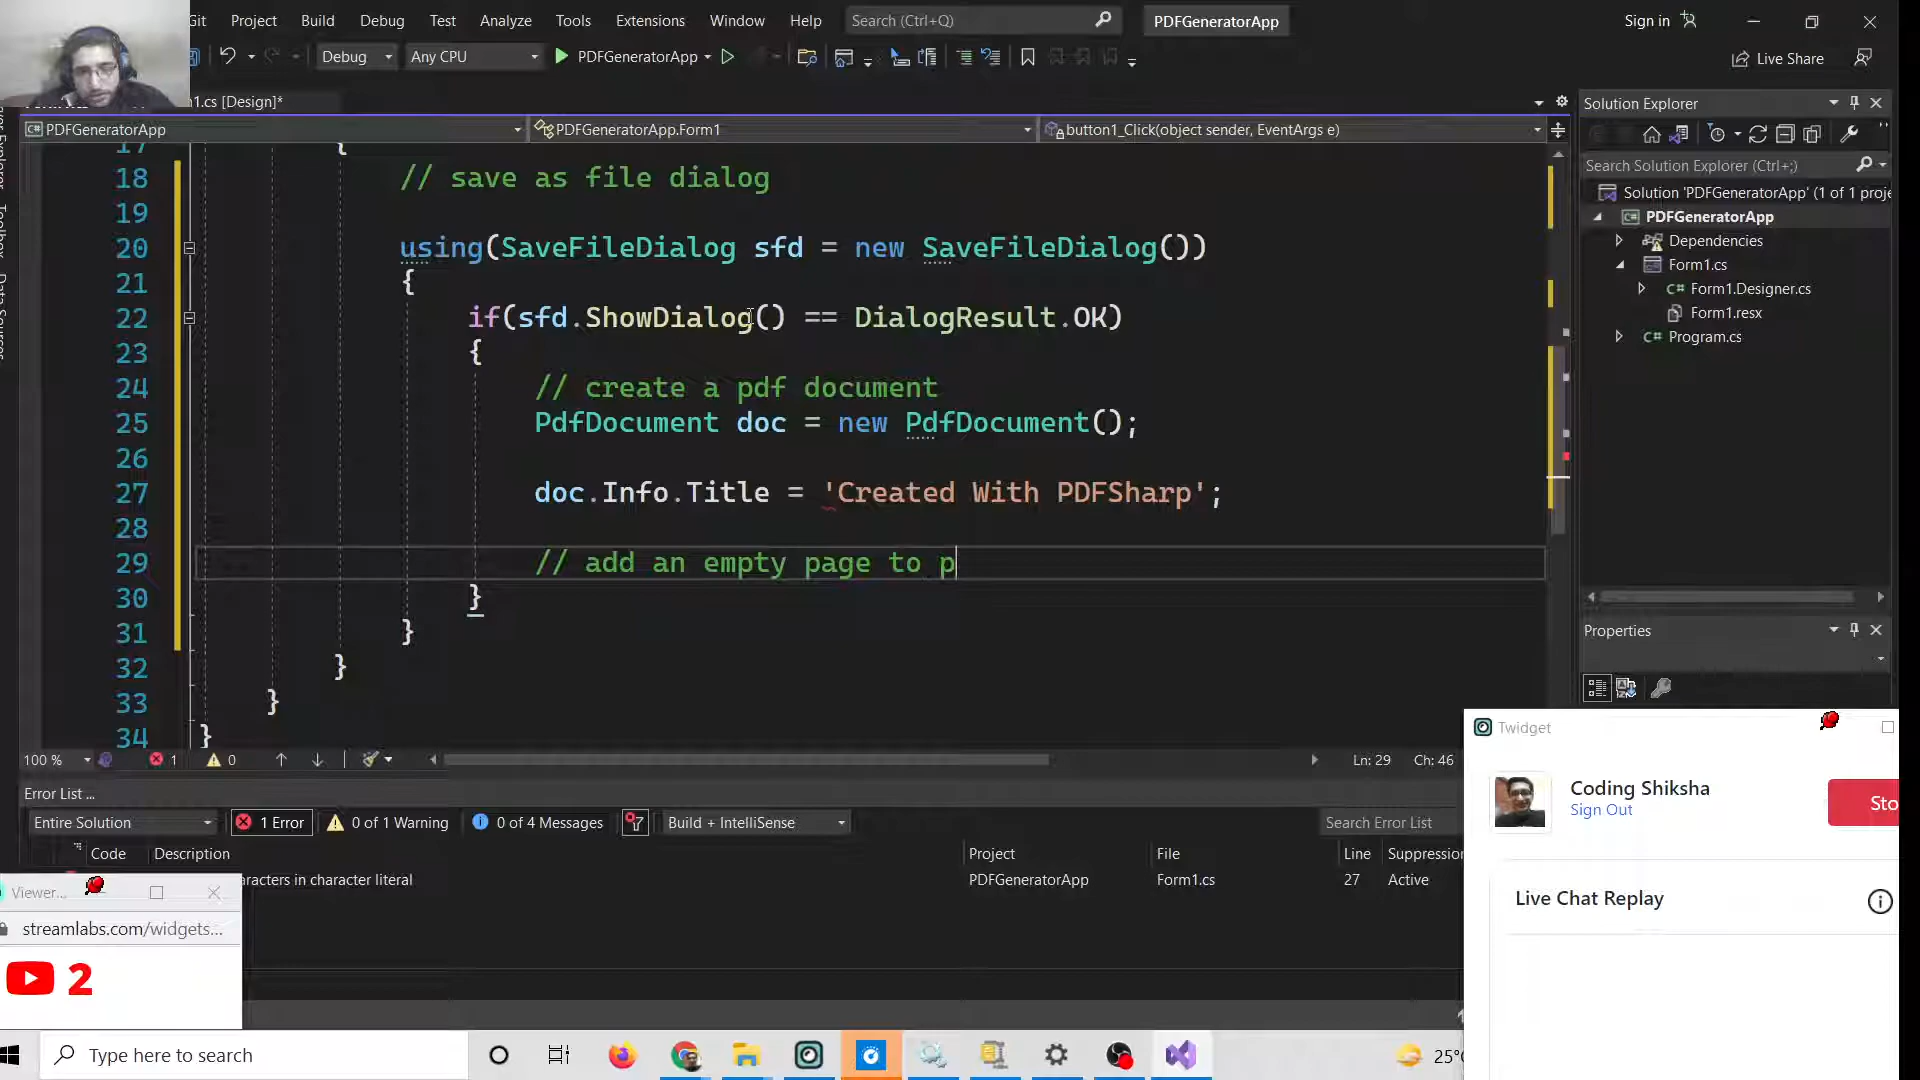 Git Project Build Debug Test Analyze Tools Extensions Window Help Search (Ctrl+Q) PDFGeneratorApp Sign in
Debug Any CPU PDFGeneratorApp Live Share
n1.cs [Design]*
PDFGeneratorApp PDFGeneratorApp.Form1 button1_Click(object sender, EventArgs e)
17 {
18 // save as file dialog
19
20 using(SaveFileDialog sfd = new SaveFileDialog())
21 {
22 if(sfd.ShowDialog() == DialogResult.OK)
23 {
24 // create a pdf document
25 PdfDocument doc = new PdfDocument();
26
27 doc.Info.Title = 'Created With PDFSharp';
28
29 // add an empty page to p
30 }
31 }
32 }
33 }
34 }
100 % 1 0 Ln: 29 Ch: 46
Solution Explorer
Search Solution Explorer (Ctrl+;)
Solution 'PDFGeneratorApp' (1 of 1 proje
PDFGeneratorApp
Dependencies
Form1.cs
C# Form1.Designer.cs
Form1.resx
C# Program.cs
Properties
Toolbox
Data Sources
Error List ...
Entire Solution 1 Error 0 of 1 Warning 0 of 4 Messages Build + IntelliSense Search Error List
Code Description Project File Line Suppression
aracters in character literal PDFGeneratorApp Form1.cs 27 Active
Viewer...
streamlabs.com/widgets...
2
Twidget
Coding Shiksha
Sign Out
Sto
Live Chat Replay
Type here to search
25°